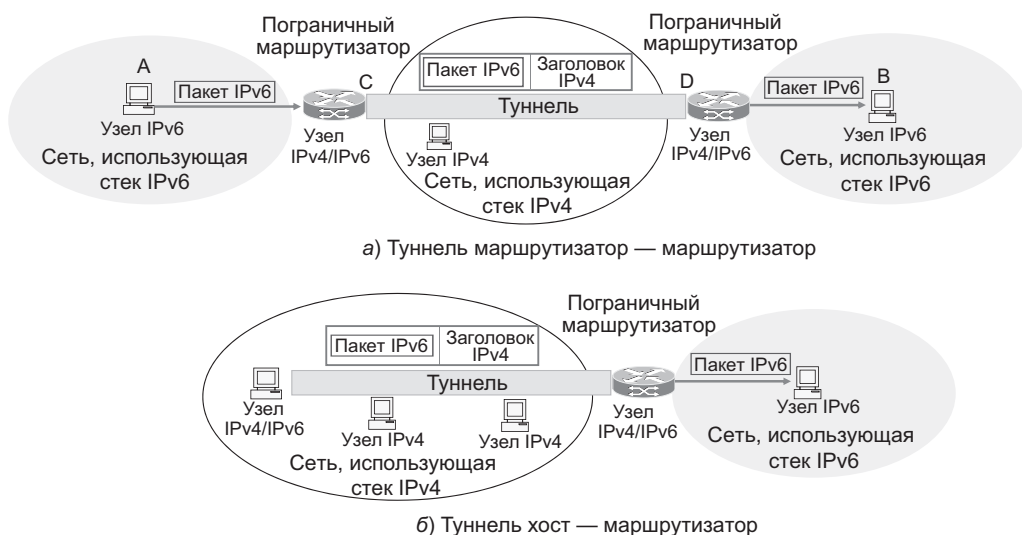 Пограничный
маршрутизатор
Пограничный
маршрутизатор
A
Пакет IPv6
C
Пакет IPv6
Заголовок
IPv4
D
Пакет IPv6
B
Туннель
Узел IPv6
Узел
IPv4/IPv6
Узел IPv4
Узел
IPv4/IPv6
Узел IPv6
Сеть, использующая
стек IPv6
Сеть, использующая
стек IPv4
Сеть, использующая
стек IPv6
а) Туннель маршрутизатор — маршрутизатор
Пограничный
маршрутизатор
Пакет IPv6
Заголовок
IPv4
Пакет IPv6
Туннель
Узел
IPv4/IPv6
Узел IPv4
Узел IPv4
Узел
IPv4/IPv6
Узел IPv6
Сеть, использующая
стек IPv4
Сеть, использующая
стек IPv6
б) Туннель хост — маршрутизатор